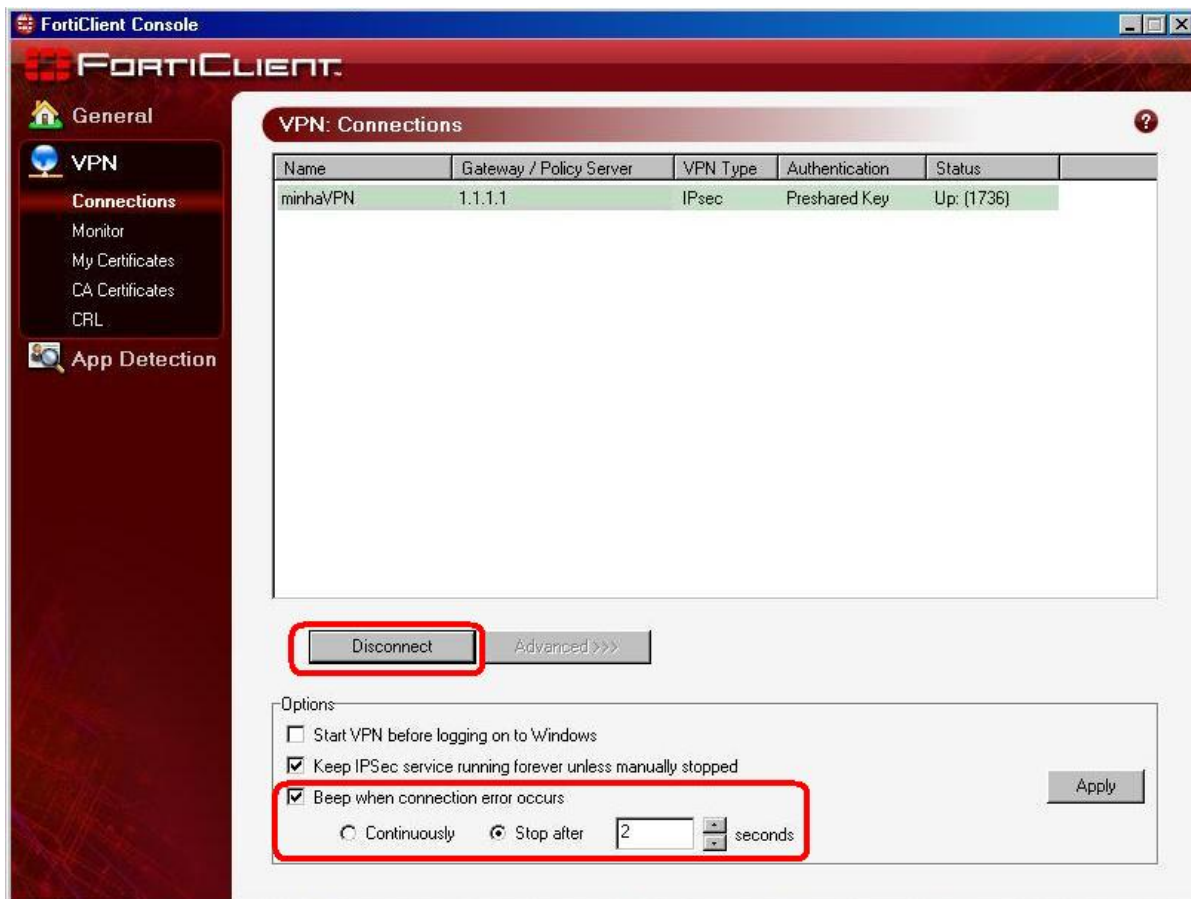 FortiClient Console
FORTICLIENT
General
VPN
Connections
Monitor
My Certificates
CA Certificates
CRL
App Detection
VPN: Connections
?
Name Gateway / Policy Server VPN Type Authentication Status
minhaVPN 1.1.1.1 IPsec Preshared Key Up: (1736)
Disconnect Advanced >>>
Options
Start VPN before logging on to Windows
Keep IPSec service running forever unless manually stopped
Beep when connection error occurs
Apply
Continuously Stop after 2 seconds